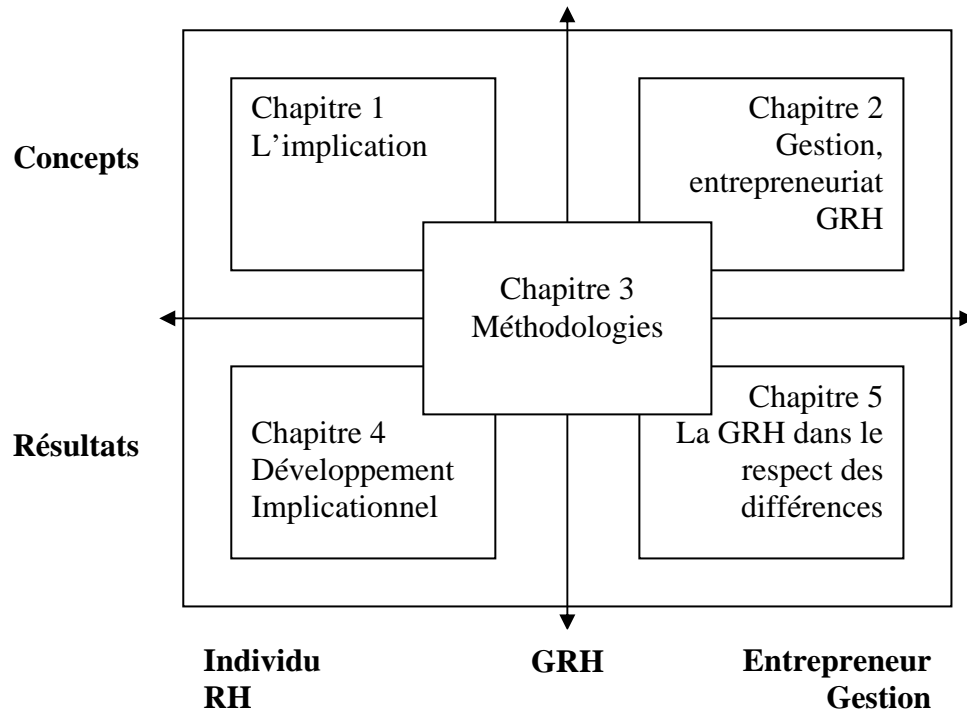 Chapitre 1
L’implication
Chapitre 2
Gestion,
entrepreneuriat
GRH
Concepts
Chapitre 3
Méthodologies
Chapitre 4
Développement
Implicationnel
Chapitre 5
La GRH dans le
respect des
différences
Résultats
Individu
RH
GRH
Entrepreneur
Gestion